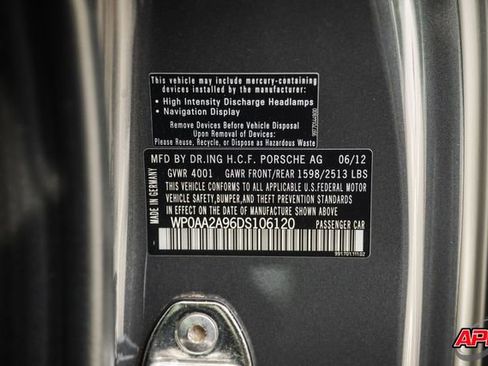 This vehicle may include mercury-containing
devices installed by the manufacturer:
• High Intensity Discharge Headlamps
• Navigation Display
Remove Devices Before Vehicle Disposal
Upon Removal of Devices:
Please Reuse, Recycle or Dispose as Hazardous Waste
MFD BY DR.ING H.C.F. PORSCHE AG 06/12
GVWR 4001 GAWR FRONT/REAR 1598/2513 LBS
THIS VEHICLE CONFORMS TO ALL APPLICABLE U.S.FEDERAL MOTOR
VEHICLE SAFETY,BUMPER,AND THEFT PREVENTION STANDARDS
IN EFFECT ON THE DATE OF MANUFACTURE SHOWN ABOVE
WP0AA2A96DS106120 PASSENGER CAR
MADE IN GERMANY